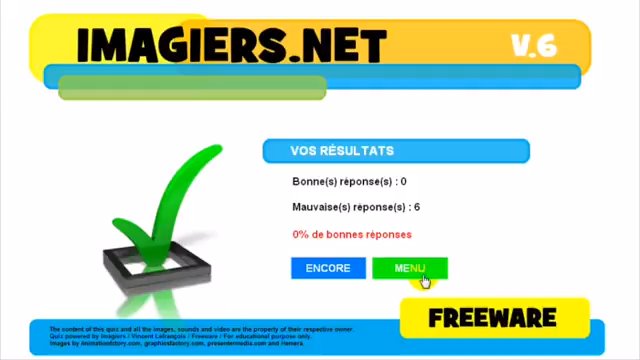 IMAGIERS.NET
V.6
VOS RÉSULTATS
Bonne(s) réponse(s) : 0
Mauvaise(s) réponse(s) : 6
0% de bonnes réponses
ENCORE
MENU
FREEWARE
The content of this quiz and all the images, sounds and video are the property of their respective owner.
Quiz powered by Imagiers / Vincent Lefrançois / Freeware / For educational purpose only.
Images by Animationfstory.com, graphicsfactory.com, presentermedia.com and Hemera.